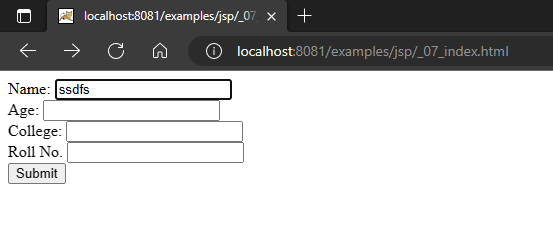 localhost:8081/examples/jsp/_07
localhost:8081/examples/jsp/_07_index.html
Name: ssdfs
Age:
College:
Roll No.
Submit